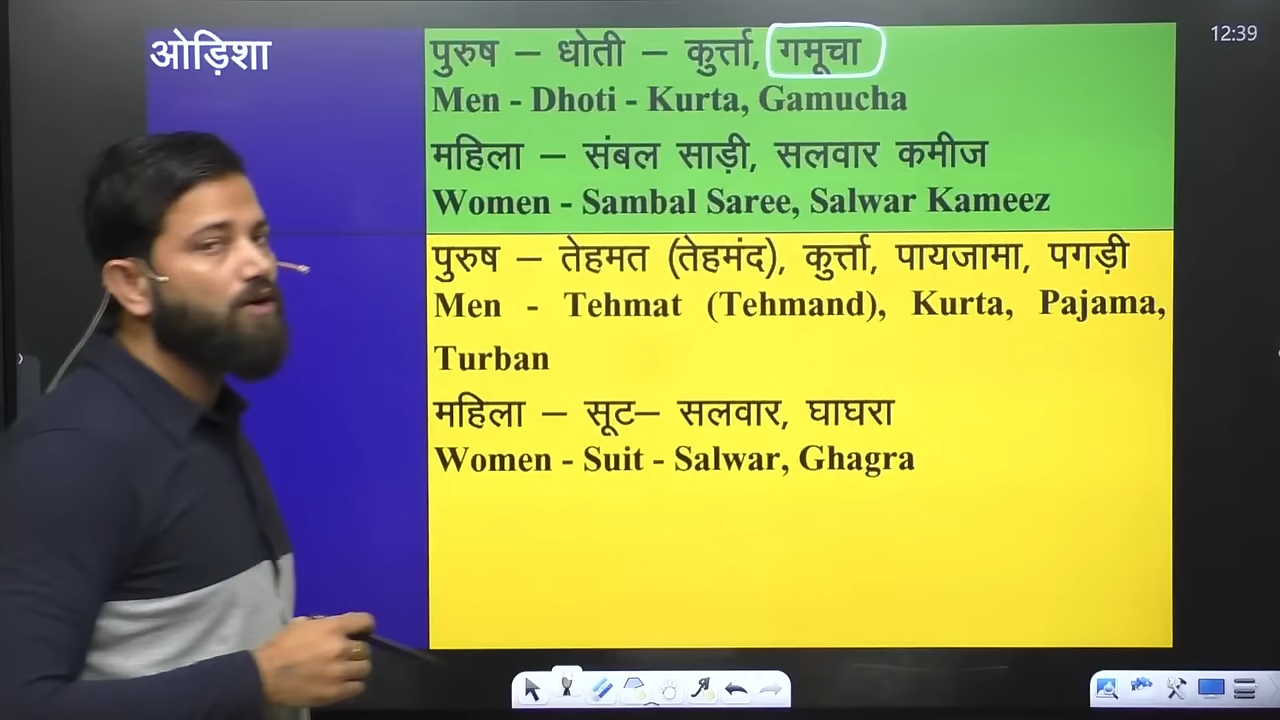 12:39
ओड़िशा
पुरुष – धोती – कुर्त्ता, गमूचा
Men - Dhoti - Kurta, Gamucha
महिला – संबल साड़ी, सलवार कमीज
Women - Sambal Saree, Salwar Kameez
पुरुष – तेहमत (तेहमंद), कुर्त्ता, पायजामा, पगड़ी
Men - Tehmat (Tehmand), Kurta, Pajama,
Turban
महिला – सूट– सलवार, घाघरा
Women - Suit - Salwar, Ghagra